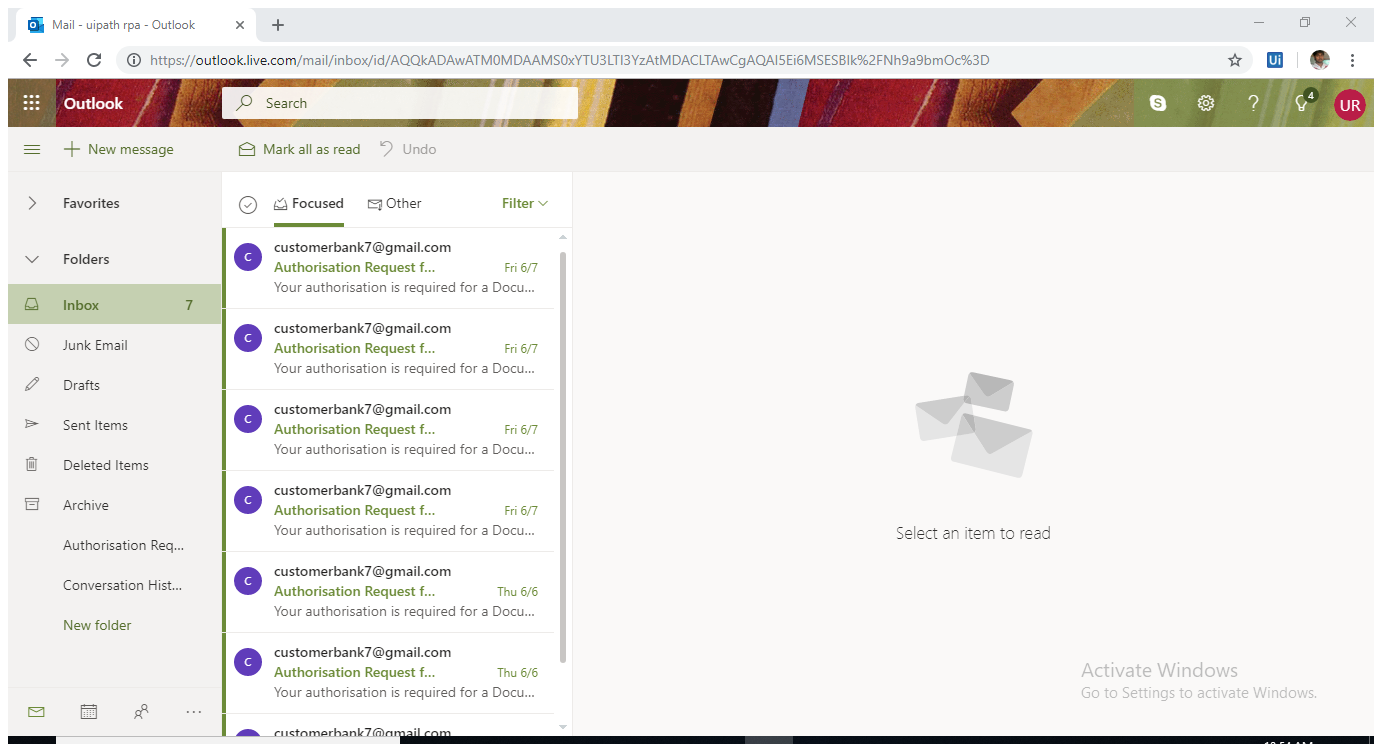 Mail - uipath rpa - Outlook
https://outlook.live.com/mail/inbox/id/AQQkADAwATM0MDAAMS0xYTU3LTI3YzAtMDACLTAwCgAQAI5Ei6MSESBIk%2FNh9a9bmOc%3D
Ui
Outlook
Search
S
?
4
UR
New message
Mark all as read
Undo
Favorites
Folders
Inbox 7
Junk Email
Drafts
Sent Items
Deleted Items
Archive
Authorisation Req...
Conversation Hist...
New folder
Focused
Other
Filter
C
customerbank7@gmail.com
Authorisation Request f... Fri 6/7
Your authorisation is required for a Docu...
C
customerbank7@gmail.com
Authorisation Request f... Fri 6/7
Your authorisation is required for a Docu...
C
customerbank7@gmail.com
Authorisation Request f... Fri 6/7
Your authorisation is required for a Docu...
C
customerbank7@gmail.com
Authorisation Request f... Fri 6/7
Your authorisation is required for a Docu...
C
customerbank7@gmail.com
Authorisation Request f... Thu 6/6
Your authorisation is required for a Docu...
C
customerbank7@gmail.com
Authorisation Request f... Thu 6/6
Your authorisation is required for a Docu...
customerbank7@gmail.com
Select an item to read
Activate Windows
Go to Settings to activate Windows.